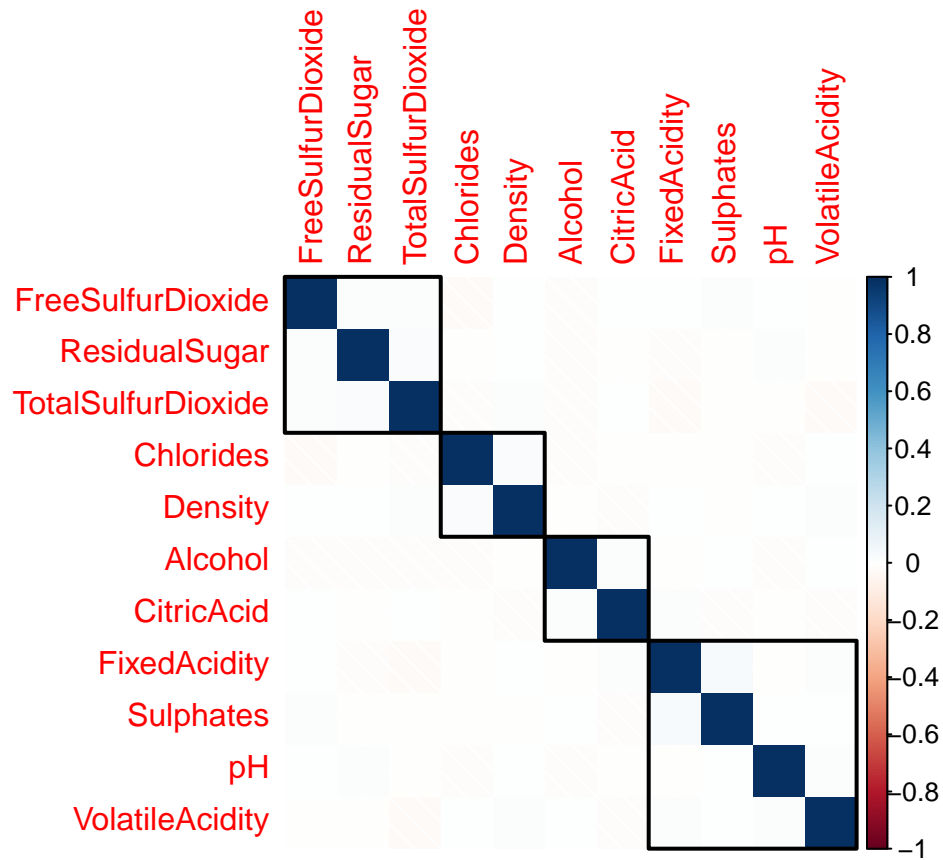 FreeSulfurDioxide
ResidualSugar
TotalSulfurDioxide
Chlorides
Density
Alcohol
CitricAcid
FixedAcidity
Sulphates
pH
VolatileAcidity
FreeSulfurDioxide
ResidualSugar
TotalSulfurDioxide
Chlorides
Density
Alcohol
CitricAcid
FixedAcidity
Sulphates
pH
VolatileAcidity
1
0.8
0.6
0.4
0.2
0
−0.2
−0.4
−0.6
−0.8
−1